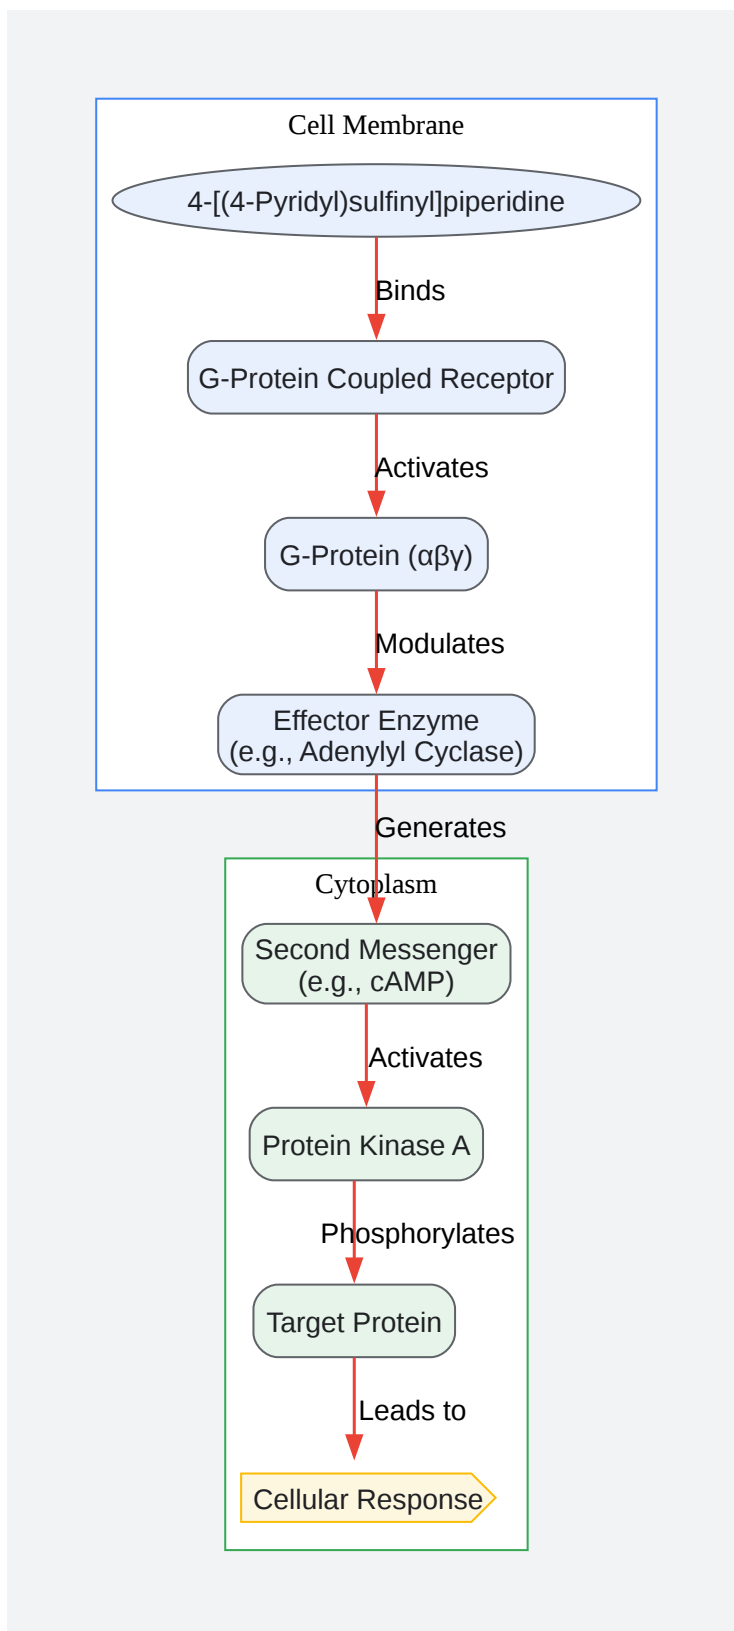 Cell Membrane
4-[(4-Pyridyl)sulfinyl]piperidine
Binds
G-Protein Coupled Receptor
Activates
G-Protein (αβγ)
Modulates
Effector Enzyme
(e.g., Adenylyl Cyclase)
Generates
Cytoplasm
Second Messenger
(e.g., cAMP)
Activates
Protein Kinase A
Phosphorylates
Target Protein
Leads to
Cellular Response